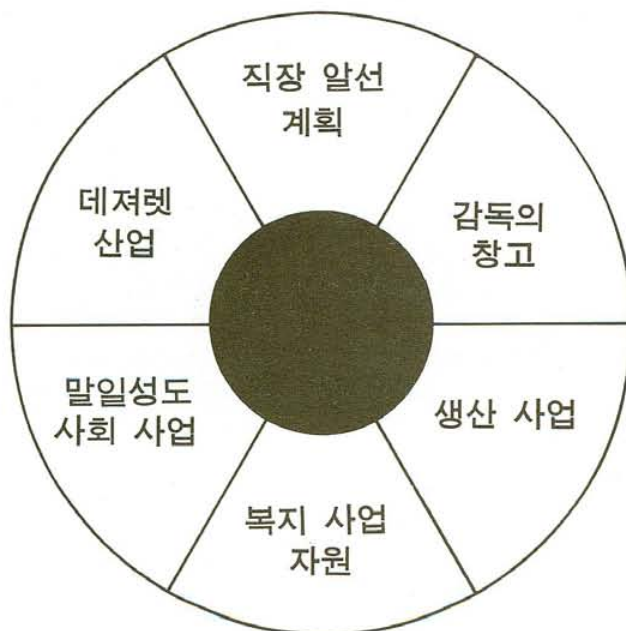 직장 알선
계획
감독의
창고
생산 사업
복지 사업
자원
말일성도
사회 사업
데져렛
산업